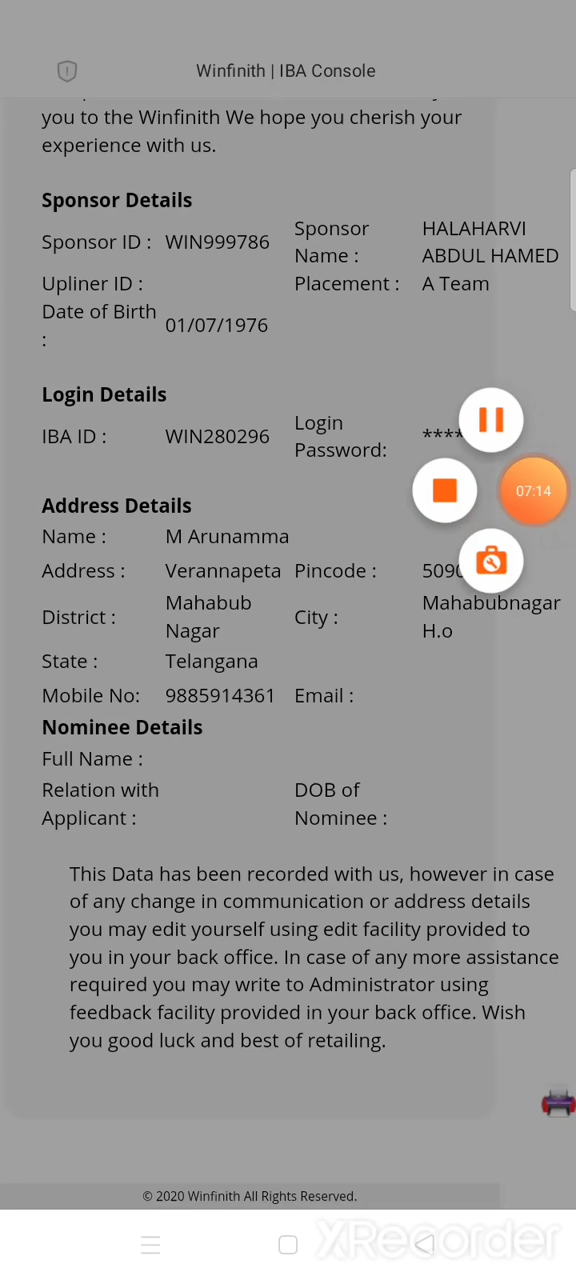 Winfinith | IBA Console
you to the Winfinith We hope you cherish your
experience with us.
Sponsor Details
Sponsor ID : WIN999786 Sponsor Name : HALAHARVI ABDUL HAMED
Upliner ID : Placement : A Team
Date of Birth : 01/07/1976
Login Details
IBA ID : WIN280296 Login Password: ****
07:14
Address Details
Name : M Arunamma
Address : Verannapeta Pincode :
District : Mahabub Nagar City : Mahabubnagar H.o
State : Telangana
Mobile No: 9885914361 Email :
Nominee Details
Full Name :
Relation with Applicant : DOB of Nominee :
This Data has been recorded with us, however in case
of any change in communication or address details
you may edit yourself using edit facility provided to
you in your back office. In case of any more assistance
required you may write to Administrator using
feedback facility provided in your back office. Wish
you good luck and best of retailing.
© 2020 Winfinith All Rights Reserved.
XRecorder